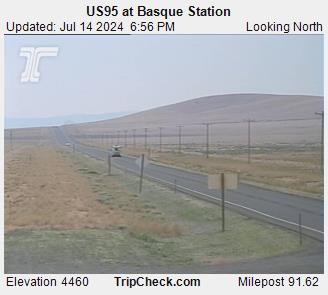 US95 at Basque Station
Updated: Jul 14 2024 6:56 PM Looking North
Elevation 4460 TripCheck.com Milepost 91.62